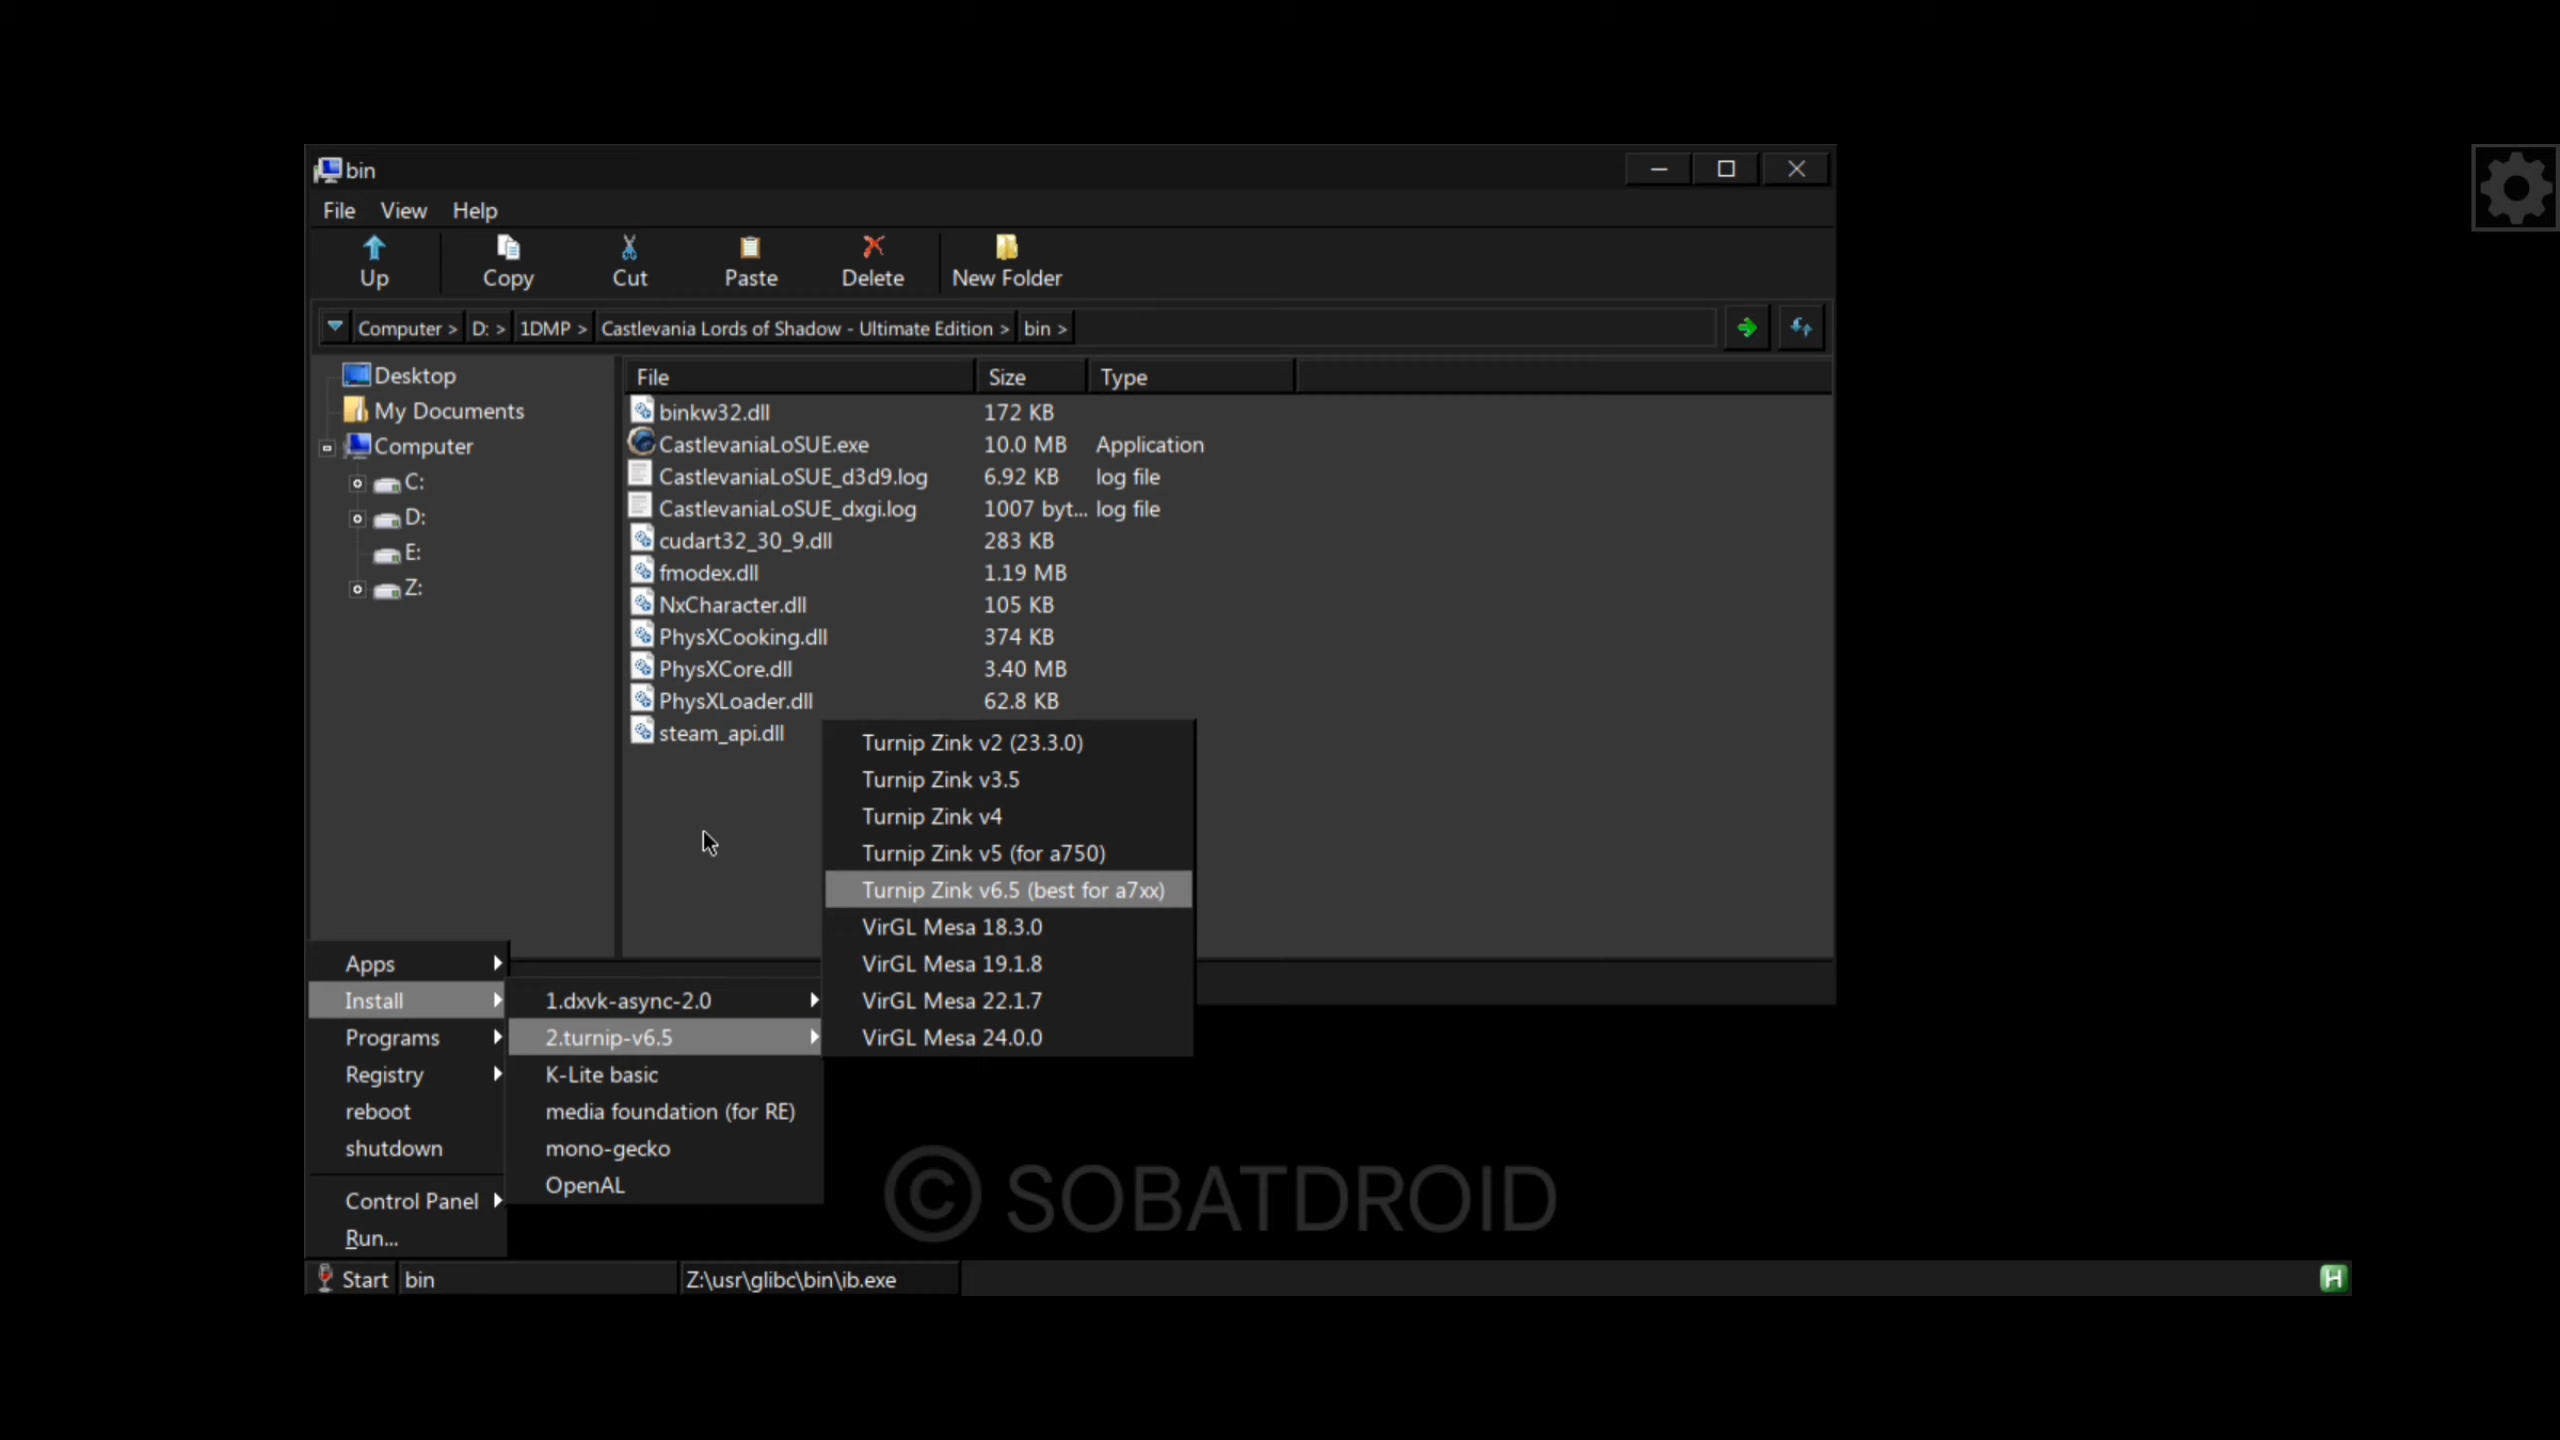 bin
File View Help
Up Copy Cut Paste Delete New Folder
Computer > D: > 1DMP > Castlevania Lords of Shadow - Ultimate Edition > bin >
Desktop
My Documents
Computer
C:
D:
E:
Z:
File Size Type
binkw32.dll 172 KB
CastlevaniaLoSUE.exe 10.0 MB Application
CastlevaniaLoSUE_d3d9.log 6.92 KB log file
CastlevaniaLoSUE_dxgi.log 1007 byt... log file
cudart32_30_9.dll 283 KB
fmodex.dll 1.19 MB
NxCharacter.dll 105 KB
PhysXCooking.dll 374 KB
PhysXCore.dll 3.40 MB
PhysXLoader.dll 62.8 KB
steam_api.dll
Turnip Zink v2 (23.3.0)
Turnip Zink v3.5
Turnip Zink v4
Turnip Zink v5 (for a750)
Turnip Zink v6.5 (best for a7xx)
VirGL Mesa 18.3.0
VirGL Mesa 19.1.8
VirGL Mesa 22.1.7
VirGL Mesa 24.0.0
Apps
Install
Programs
Registry
reboot
shutdown
Control Panel
Run...
1.dxvk-async-2.0
2.turnip-v6.5
K-Lite basic
media foundation (for RE)
mono-gecko
OpenAL
© SOBATDROID
Start bin Z:\usr\glibc\bin\ib.exe H